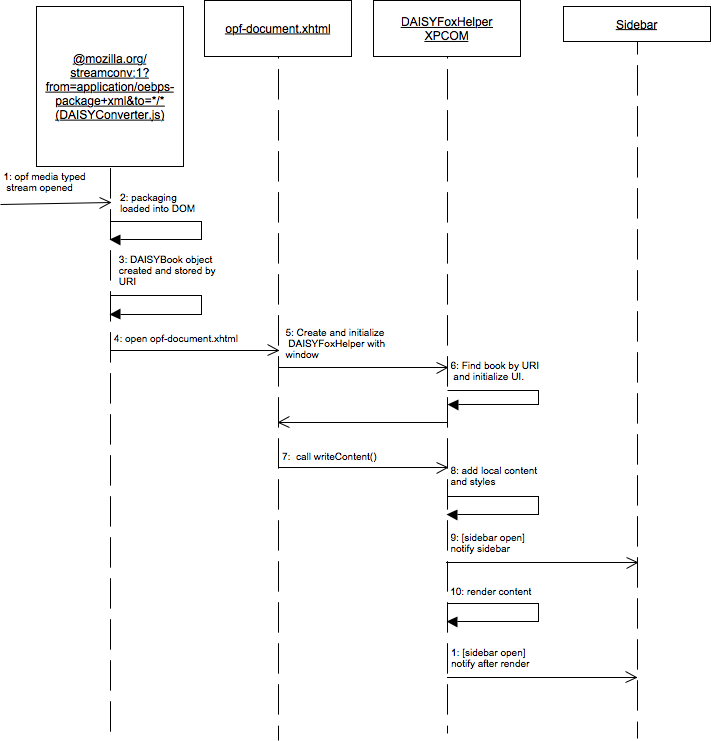 @mozilla.org/
streamconv;1?
from=application/oebps-
package+xml&to=*/*
(DAISYConverter.js)
opf-document.xhtml
DAISYFoxHelper
XPCOM
Sidebar
1: opf media typed
stream opened
2: packaging
loaded into DOM
3: DAISYBook object
created and stored by
URI
4: open opf-document.xhtml
5: Create and initialize
DAISYFoxHelper with
window
6: Find book by URI
and initialize UI.
7:  call writeContent()
8: add local content
and styles
9: [sidebar open]
notify sidebar
10: render content
1: [sidebar open]
notify after render